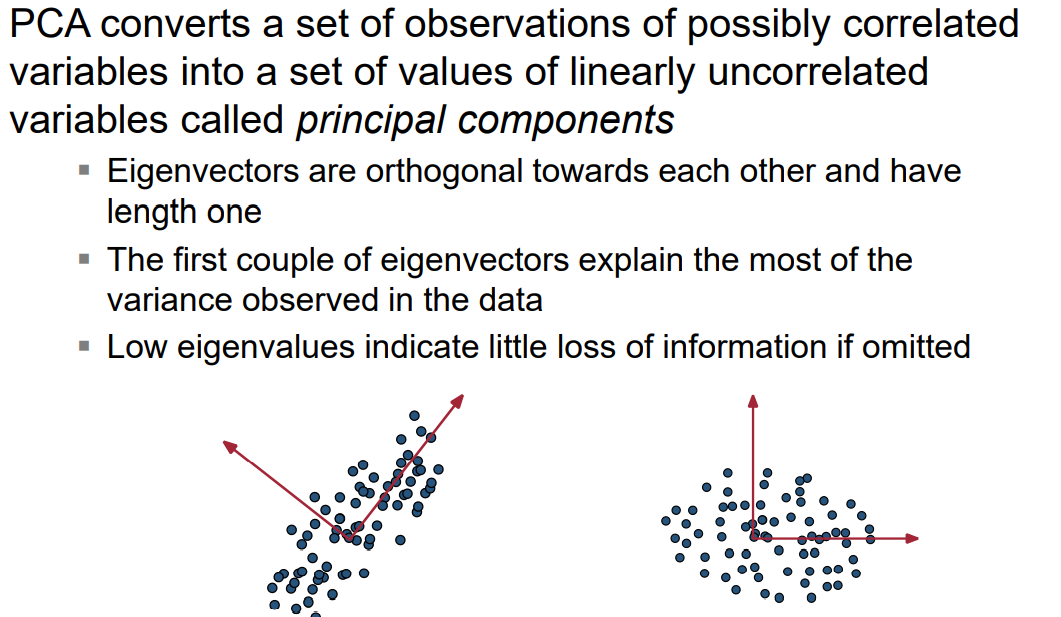 PCA converts a set of observations of possibly correlated
variables into a set of values of linearly uncorrelated
variables called principal components
Eigenvectors are orthogonal towards each other and have
length one
The first couple of eigenvectors explain the most of the
variance observed in the data
Low eigenvalues indicate little loss of information if omitted